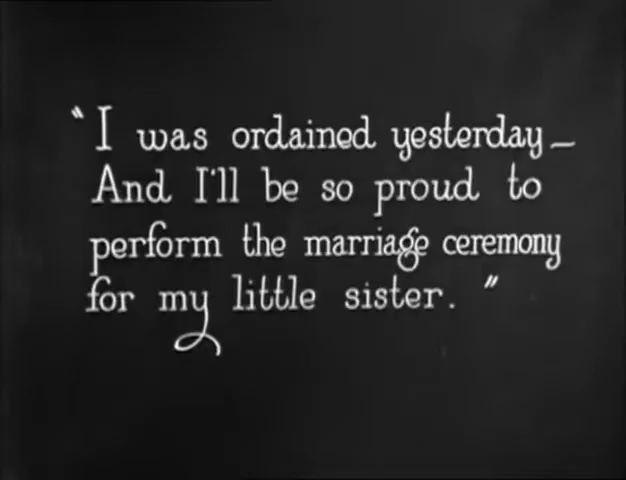 "I was ordained yesterday—
And I'll be so proud to
perform the marriage ceremony
for my little sister."